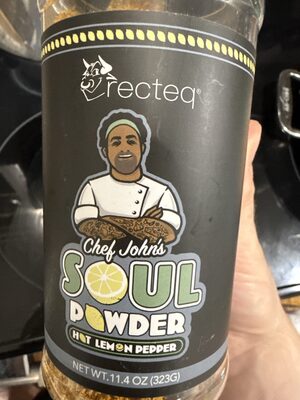 recteq®
Chef John's
SOUL
POWDER
HOT LEMON PEPPER
NET WT. 11.4 OZ (323G)